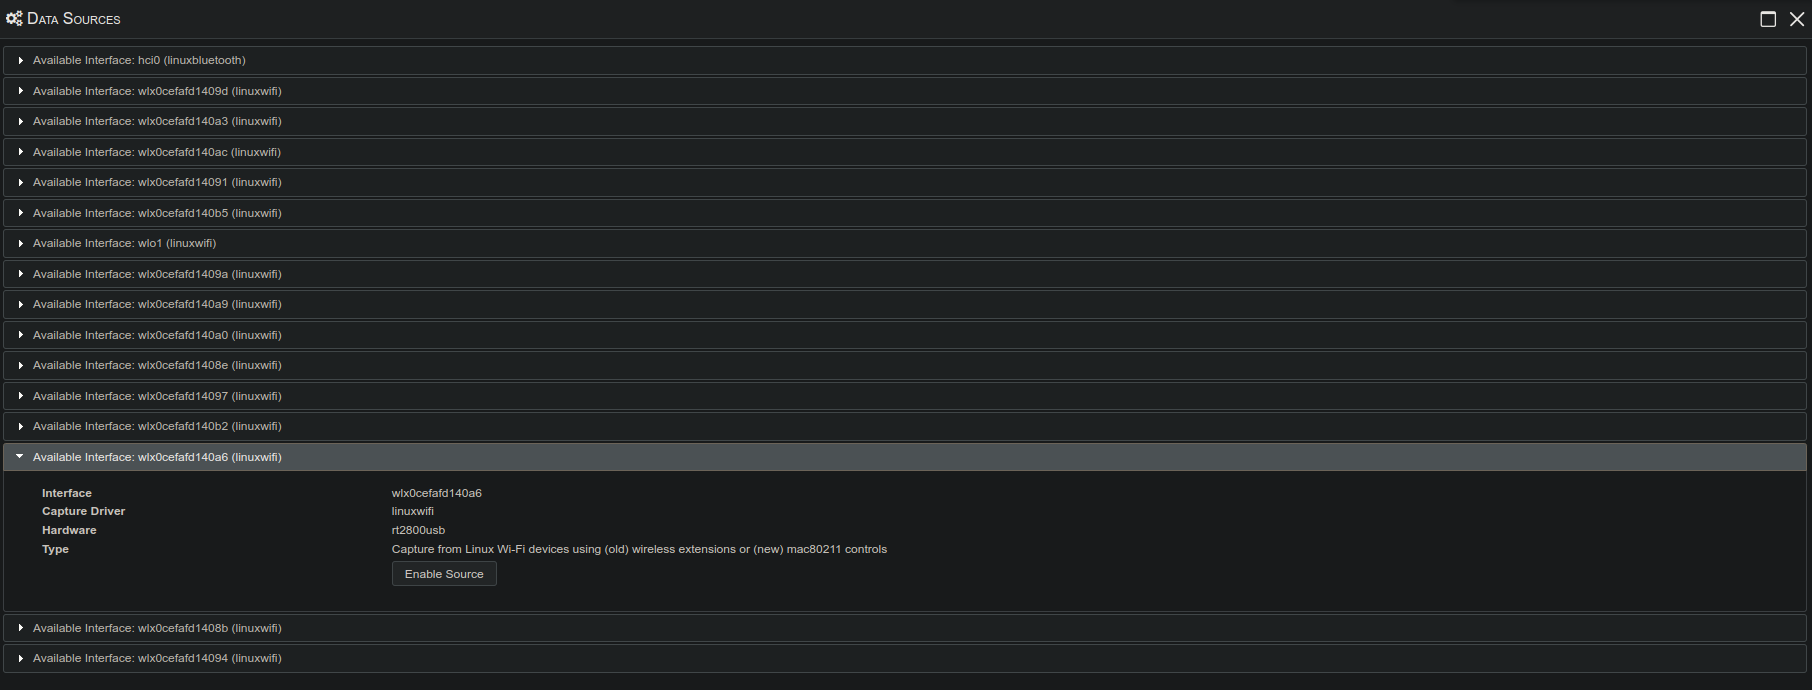 Data Sources
Available Interface: hci0 (linuxbluetooth)
Available Interface: wlx0cefafd1409d (linuxwifi)
Available Interface: wlx0cefafd140a3 (linuxwifi)
Available Interface: wlx0cefafd140ac (linuxwifi)
Available Interface: wlx0cefafd14091 (linuxwifi)
Available Interface: wlx0cefafd140b5 (linuxwifi)
Available Interface: wlo1 (linuxwifi)
Available Interface: wlx0cefafd1409a (linuxwifi)
Available Interface: wlx0cefafd140a9 (linuxwifi)
Available Interface: wlx0cefafd140a0 (linuxwifi)
Available Interface: wlx0cefafd1408e (linuxwifi)
Available Interface: wlx0cefafd14097 (linuxwifi)
Available Interface: wlx0cefafd140b2 (linuxwifi)
Available Interface: wlx0cefafd140a6 (linuxwifi)
Interface wlx0cefafd140a6
Capture Driver linuxwifi
Hardware rt2800usb
Type Capture from Linux Wi-Fi devices using (old) wireless extensions or (new) mac80211 controls
Enable Source
Available Interface: wlx0cefafd1408b (linuxwifi)
Available Interface: wlx0cefafd14094 (linuxwifi)